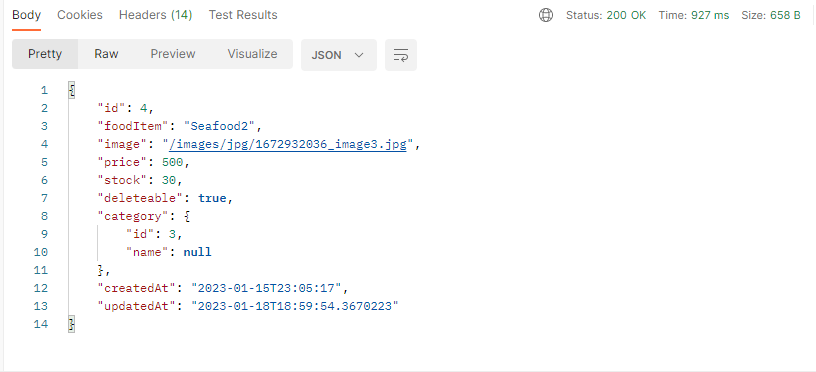 Body Cookies Headers (14) Test Results Status: 200 OK Time: 927 ms Size: 658 B
Pretty Raw Preview Visualize JSON
1 {
2 "id": 4,
3 "foodItem": "Seafood2",
4 "image": "/images/jpg/1672932036_image3.jpg",
5 "price": 500,
6 "stock": 30,
7 "deleteable": true,
8 "category": {
9 "id": 3,
10 "name": null
11 },
12 "createdAt": "2023-01-15T23:05:17",
13 "updatedAt": "2023-01-18T18:59:54.3670223"
14 }